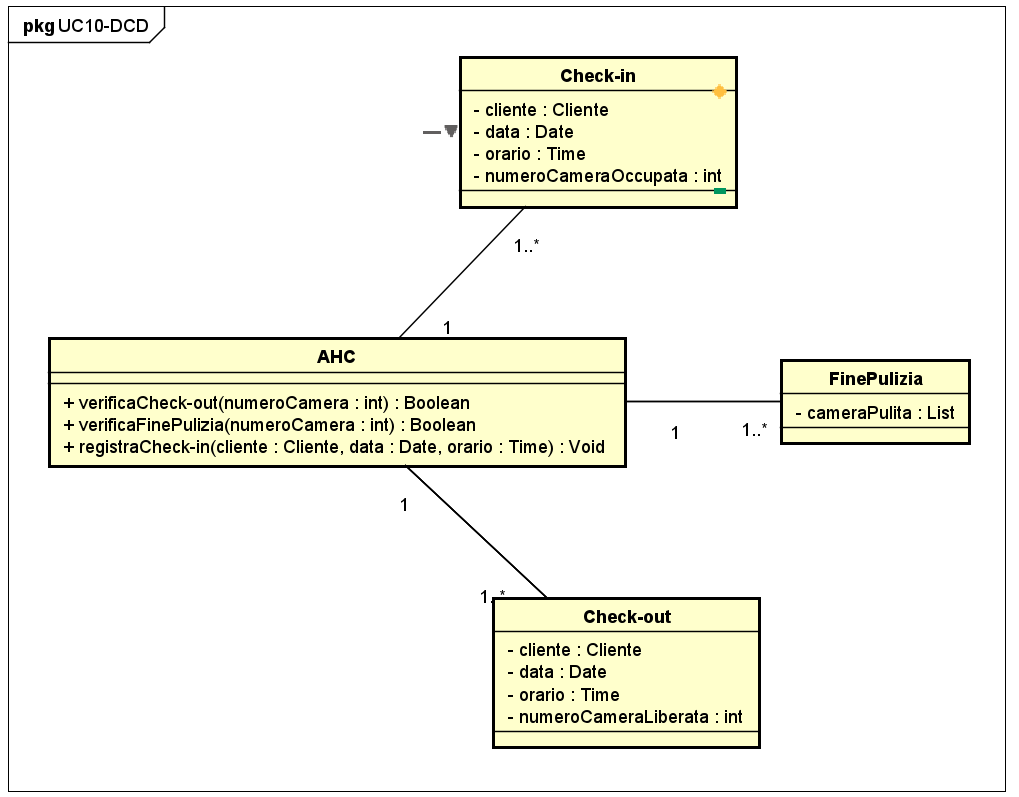 pkg UC10-DCD
Check-in
- cliente : Cliente
- data : Date
- orario : Time
- numeroCameraOccupata : int
1..*
1
AHC
+ verificaCheck-out(numeroCamera : int) : Boolean
+ verificaFinePulizia(numeroCamera : int) : Boolean
+ registraCheck-in(cliente : Cliente, data : Date, orario : Time) : Void
FinePulizia
- cameraPulita : List
1
1..*
1
1..*
Check-out
- cliente : Cliente
- data : Date
- orario : Time
- numeroCameraLiberata : int